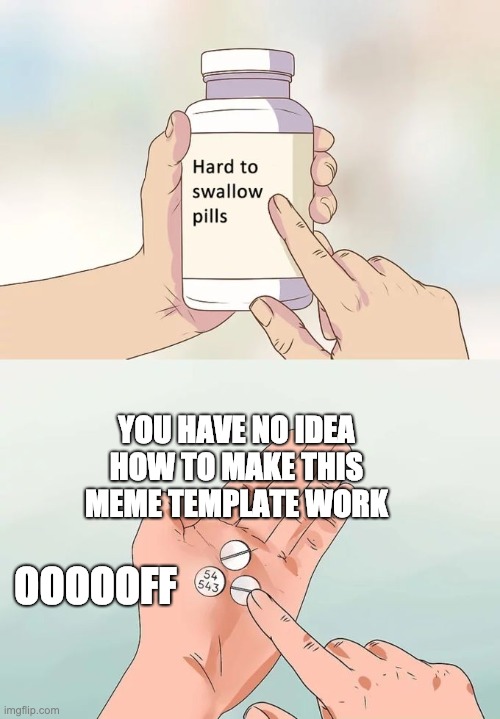 Hard to
swallow
pills
YOU HAVE NO IDEA
HOW TO MAKE THIS
MEME TEMPLATE WORK
OOOOOFF
54
543
imgflip.com